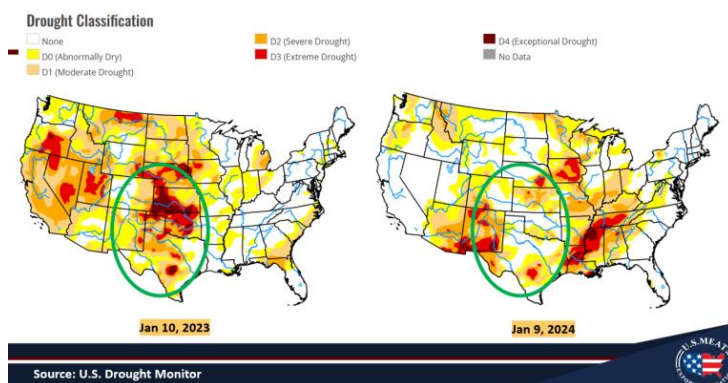 Drought Classification
None
D0 (Abnormally Dry)
D1 (Moderate Drought)
D2 (Severe Drought)
D3 (Extreme Drought)
D4 (Exceptional Drought)
No Data
Jan 10, 2023
Jan 9, 2024
Source: U.S. Drought Monitor
U.S. MEAT